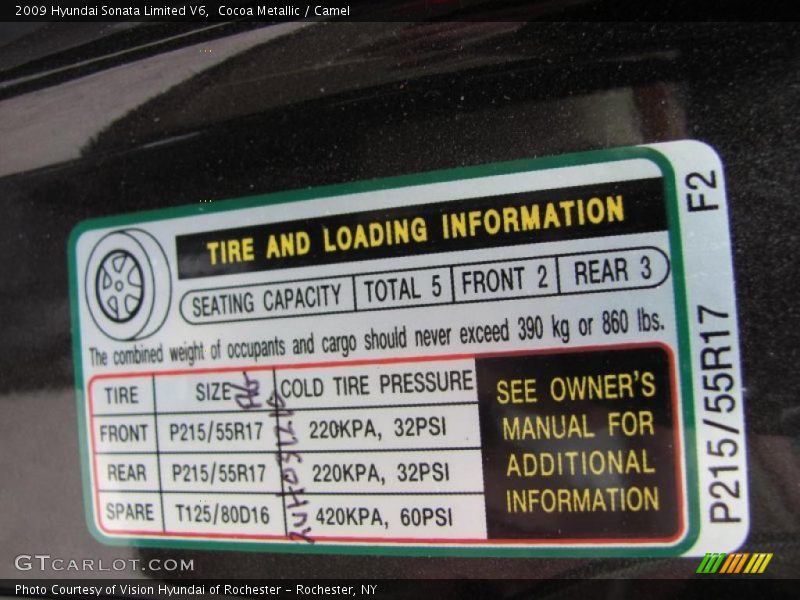 2009 Hyundai Sonata Limited V6, Cocoa Metallic / Camel
TIRE AND LOADING INFORMATION
SEATING CAPACITY TOTAL 5 FRONT 2 REAR 3
The combined weight of occupants and cargo should never exceed 390 kg or 860 lbs.
TIRE SIZE COLD TIRE PRESSURE
FRONT P215/55R17 220KPA, 32PSI
REAR P215/55R17 220KPA, 32PSI
SPARE T125/80D16 420KPA, 60PSI
SEE OWNER'S
MANUAL FOR
ADDITIONAL
INFORMATION
P215/55R17 F2
GTCARLOT.COM
Photo Courtesy of Vision Hyundai of Rochester - Rochester, NY